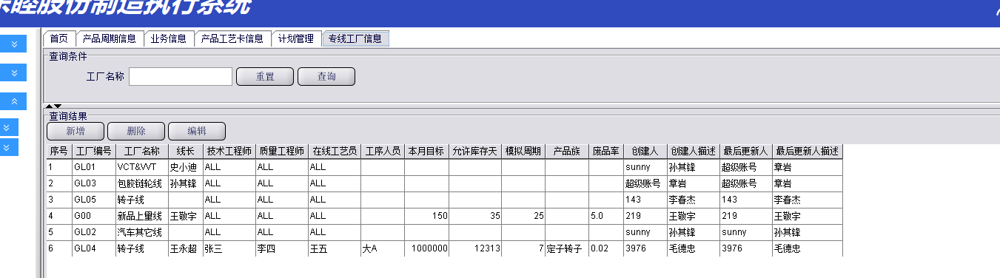 睦股份制造执行系统
首页 产品周期信息 业务信息 产品工艺卡信息 计划管理 专线工厂信息
查询条件
工厂名称 重置 查询
查询结果
新增 删除 编辑
序号 工厂编号 工厂名称 线长 技术工程师 质量工程师 在线工艺员 工序人员 本月目标 允许库存天 模拟周期 产品族 废品率 创建人 创建人描述 最后更新人 最后更新人描述
1 GL01 VCT&VVT 史小迪 ALL ALL ALL sunny 孙其锋 超级账号 章岩
2 GL03 包胶链轮线 孙其锋 ALL ALL ALL 超级账号 章岩 超级账号 章岩
3 GL05 转子线 ALL ALL ALL 143 李春杰 143 李春杰
4 G00 新品上量线 王敬宇 ALL ALL ALL 150 35 25 5.0 219 王敬宇 219 王敬宇
5 GL02 汽车其它线 ALL ALL ALL sunny 孙其锋 sunny 孙其锋
6 GL04 转子线 王永超 张三 李四 王五 大A 1000000 12313 7 定子转子 0.02 3976 毛德忠 3976 毛德忠